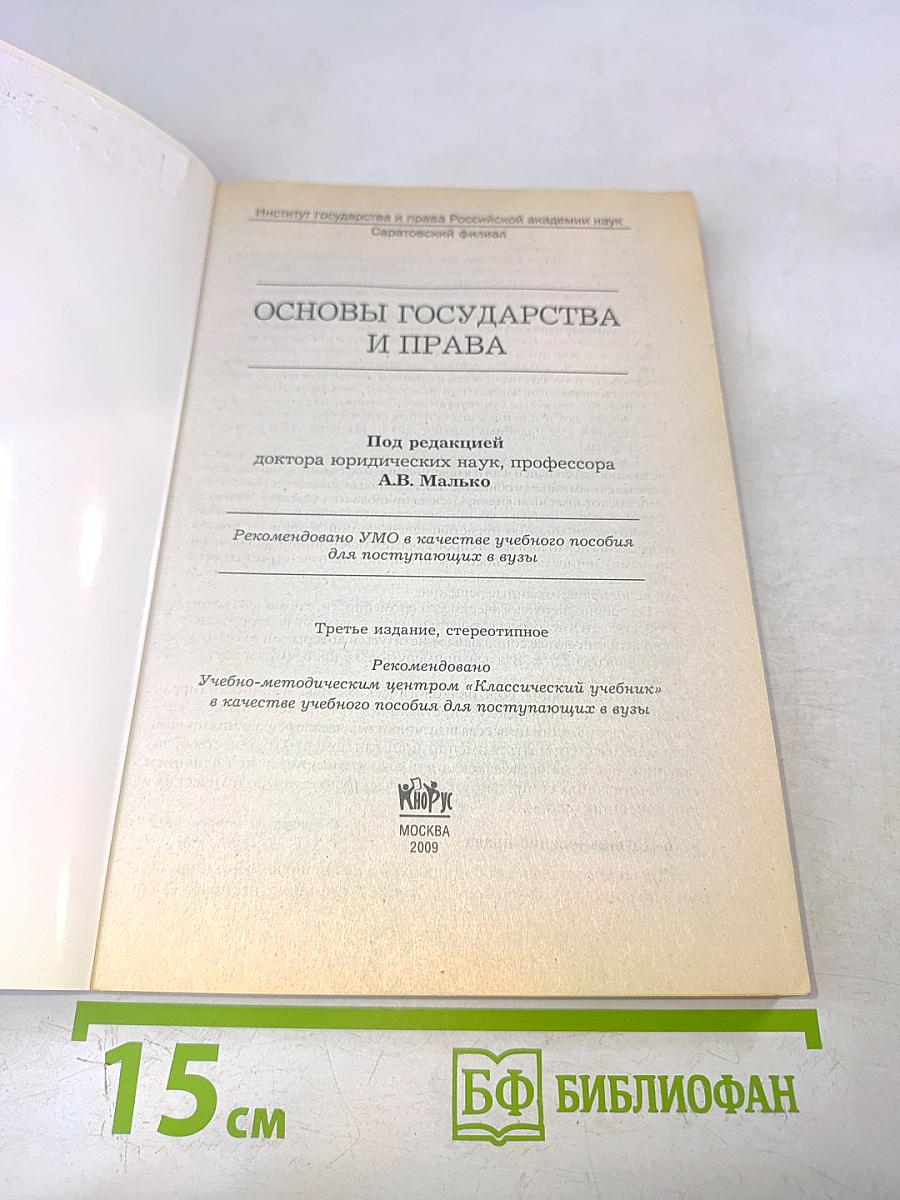 Институт государства и права Российской академии наук
Саратовский филиал
ОСНОВЫ ГОСУДАРСТВА
И ПРАВА
Под редакцией
доктора юридических наук, профессора
А.В. Малько
Рекомендовано УМО в качестве учебного пособия
для поступающих в вузы
Третье издание, стереотипное
Рекомендовано
Учебно-методическим центром «Классический учебник»
в качестве учебного пособия для поступающих в вузы
КНОРУС
МОСКВА
2009
15 см
БФ БИБЛИОФАН